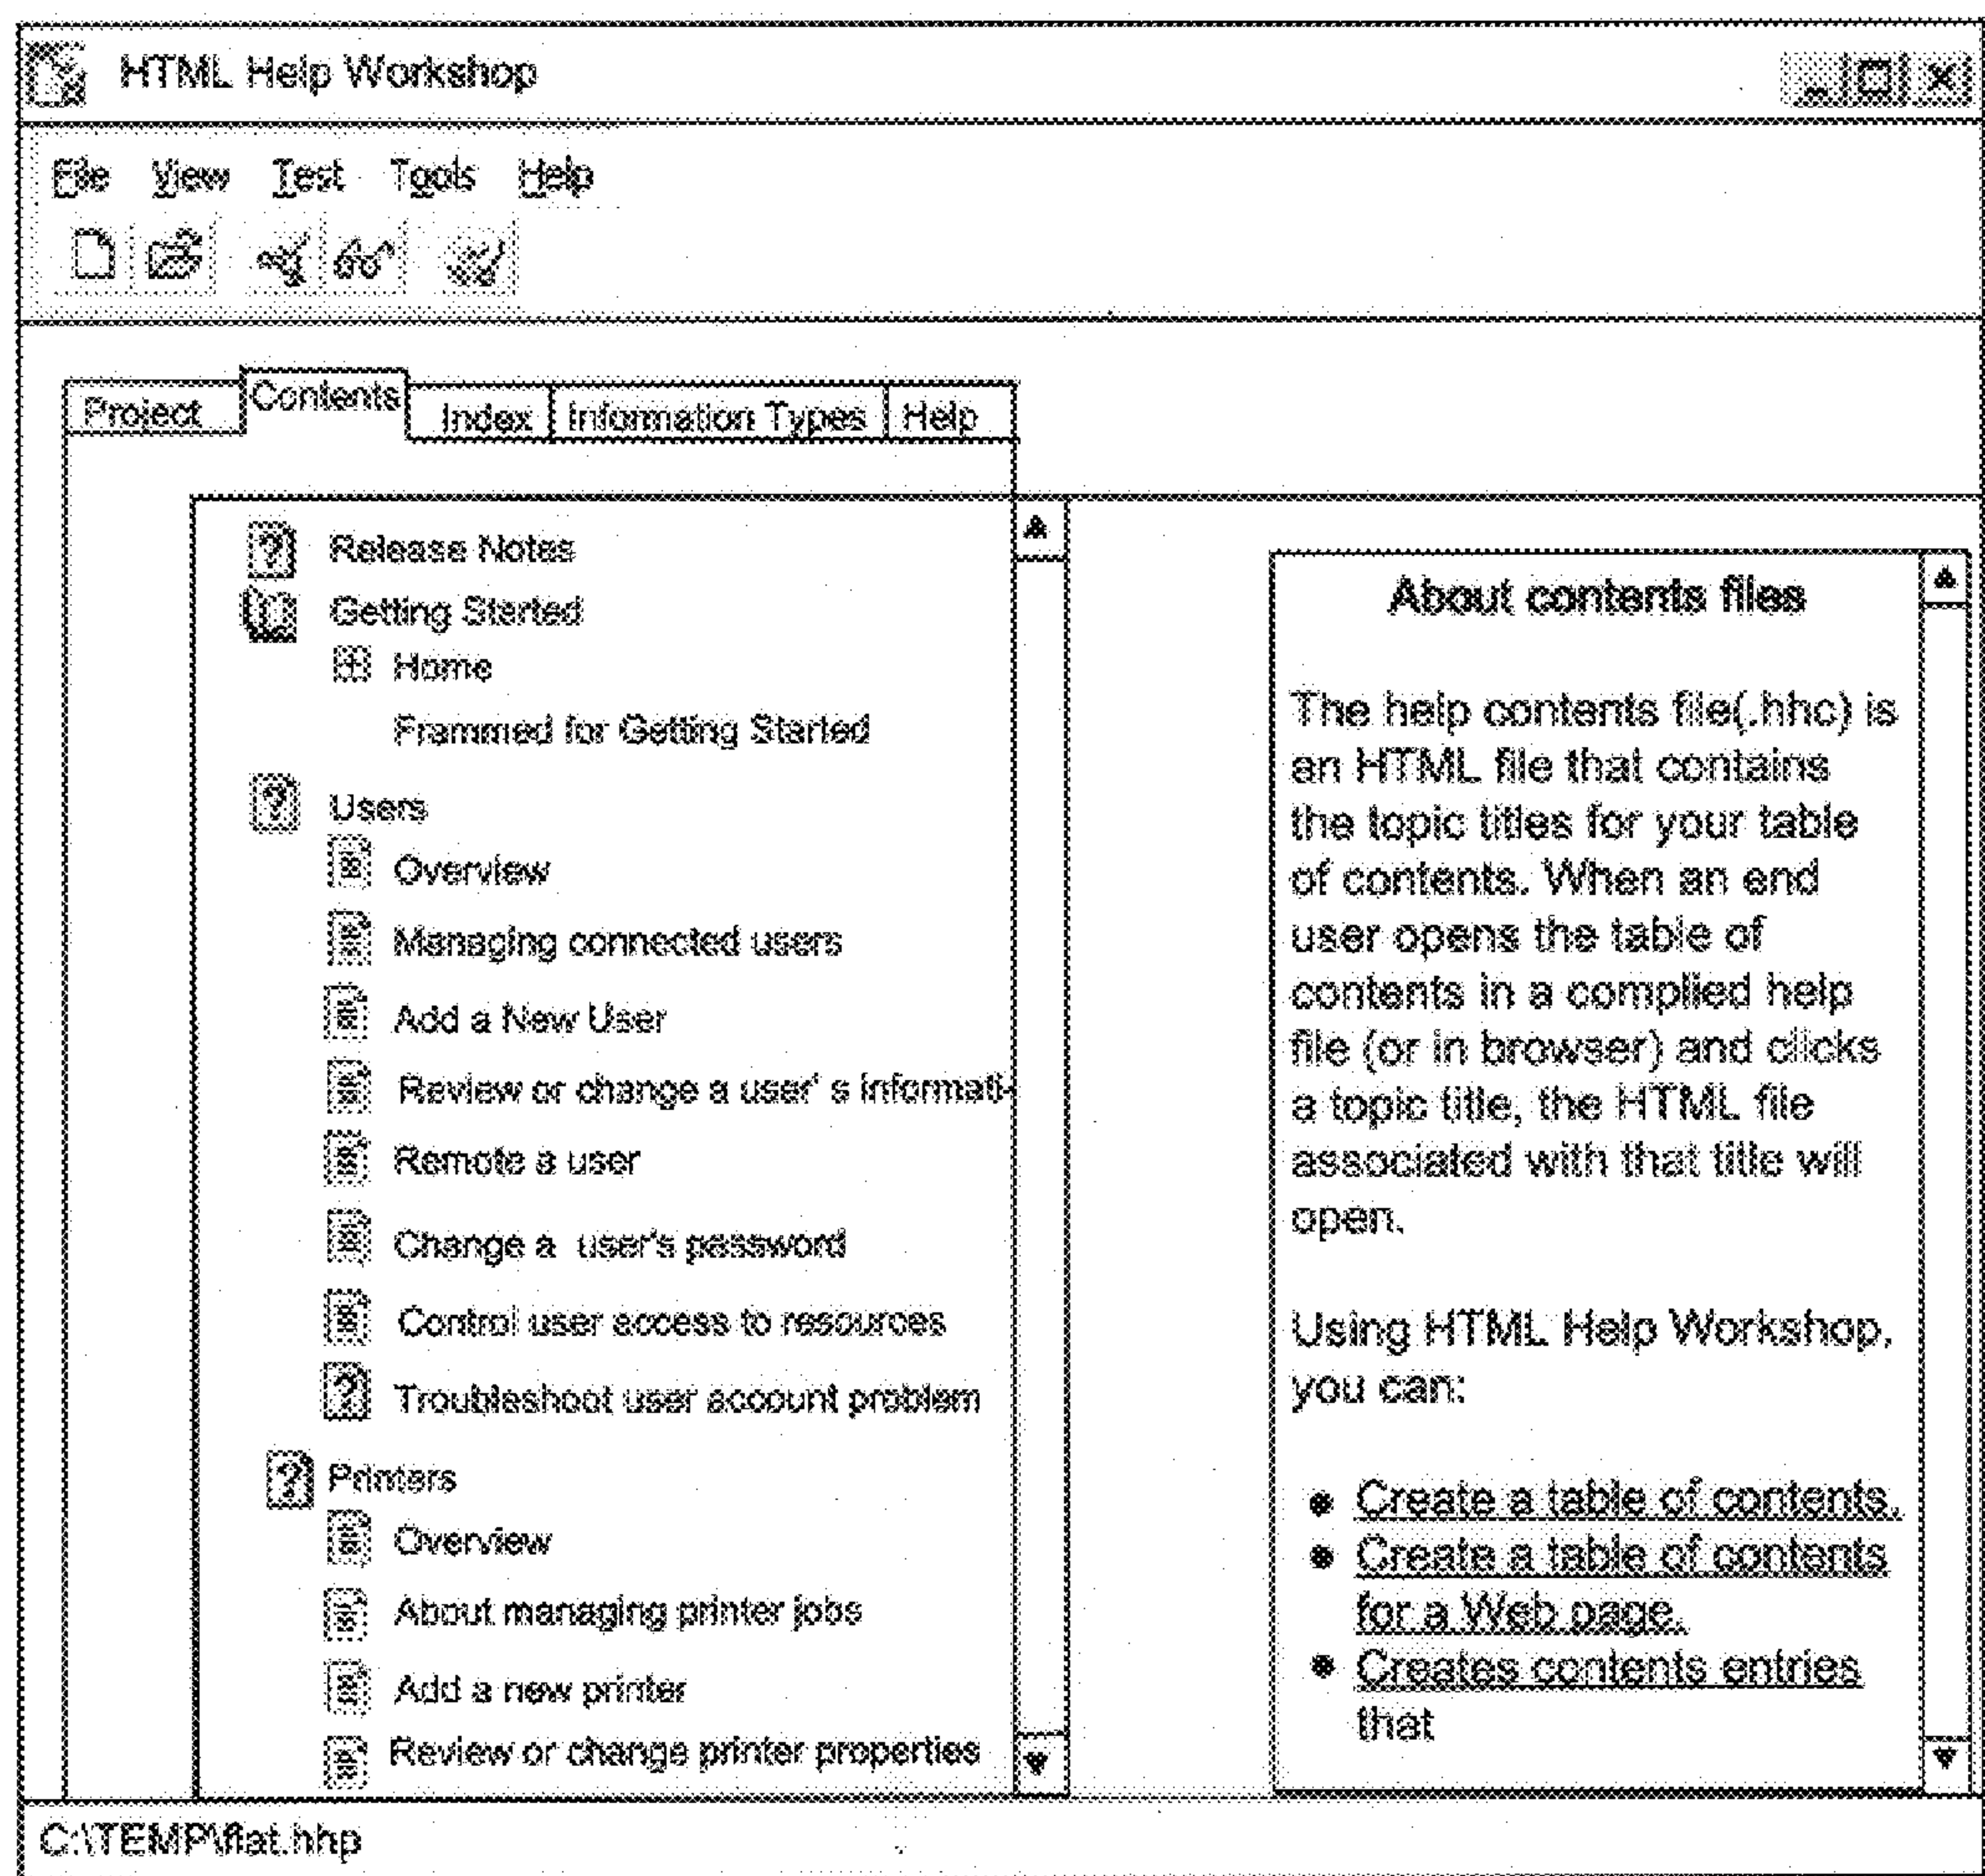 HTML Help Workshop
File View Test Tools Help
Project Contents Index Information Types Help
Release Notes
Getting Started
Home
Frammed for Getting Started
Users
Overview
Managing connected users
Add a New User
Review or change a user' s informati-
Remote a user
Change a user's password
Control user access to resources
Troubleshoot user account problem
Printers
Overview
About managing printer jobs
Add a new printer
Review or change printer properties
About contents files
The help contents file(.hhc) is
an HTML file that contains
the topic titles for your table
of contents. When an end
user opens the table of
contents in a complied help
file (or in browser) and clicks
a topic title, the HTML file
associated with that title will
open.
Using HTML Help Workshop,
you can:
• Create a table of contents.
• Create a table of contents
for a Web page.
• Creates contents entries
that
C:\TEMP\flat.hhp